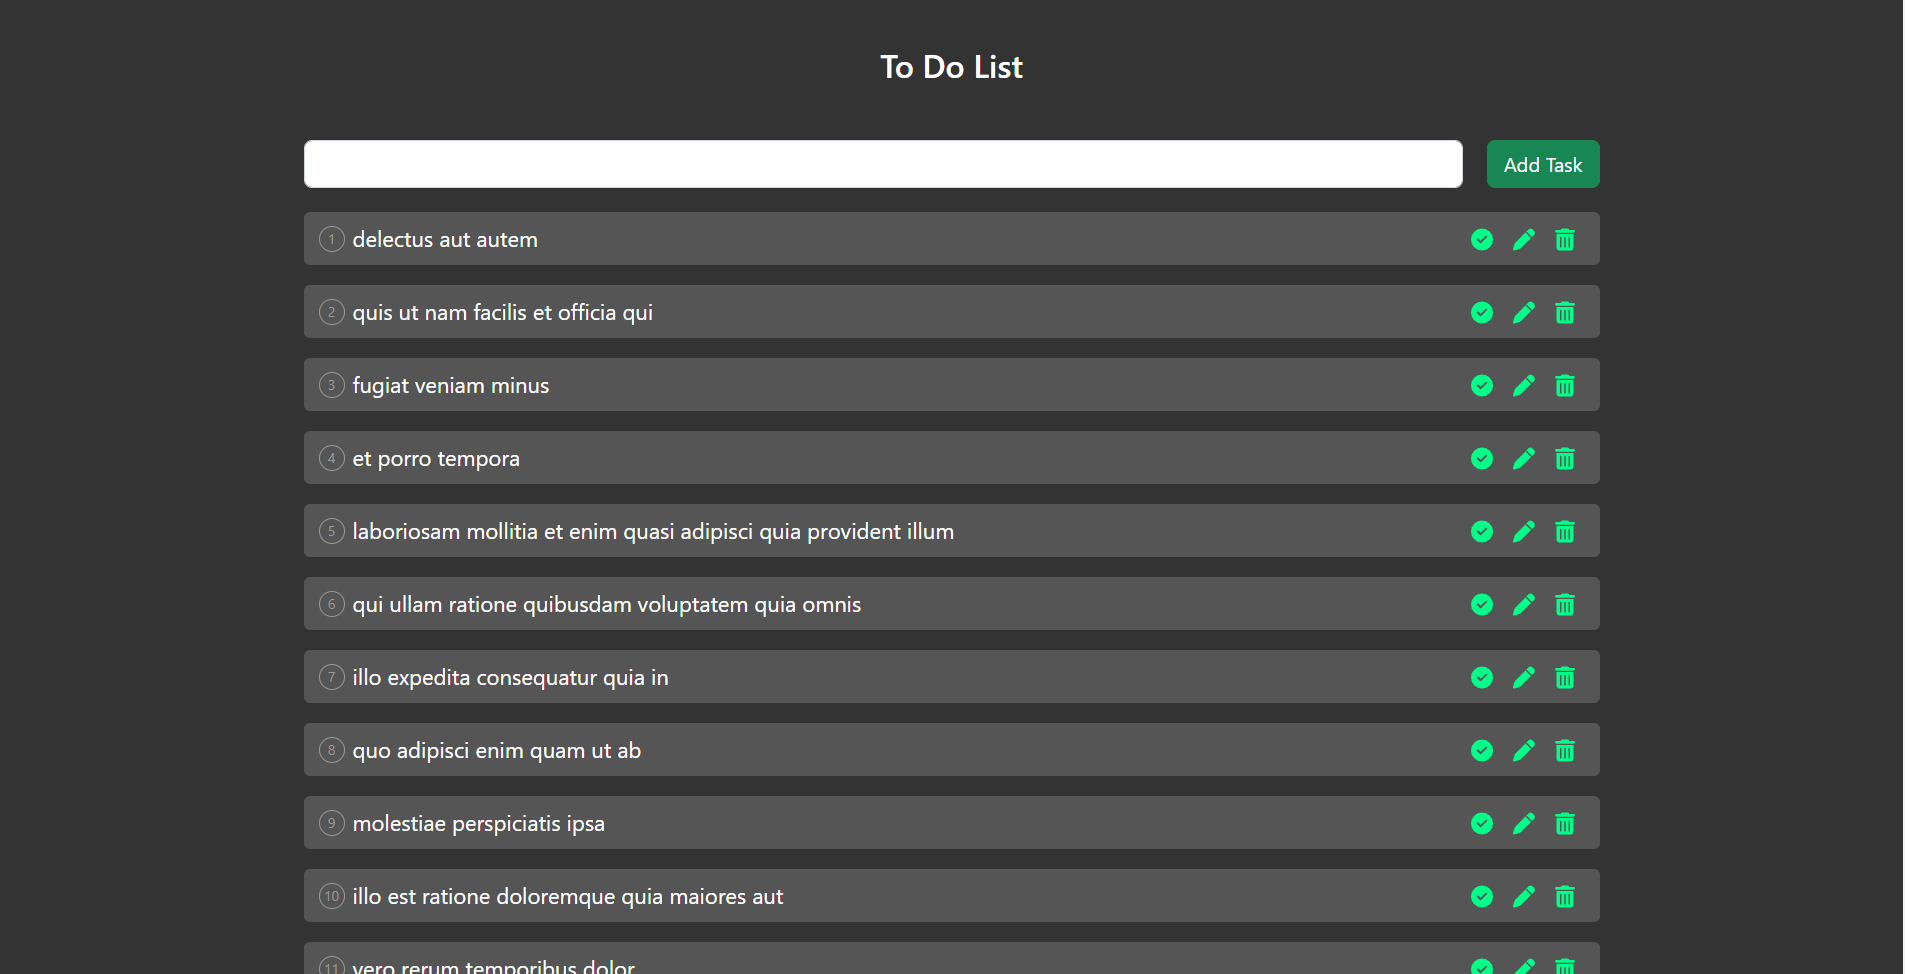 To Do List
Add Task
1 delectus aut autem
2 quis ut nam facilis et officia qui
3 fugiat veniam minus
4 et porro tempora
5 laboriosam mollitia et enim quasi adipisci quia provident illum
6 qui ullam ratione quibusdam voluptatem quia omnis
7 illo expedita consequatur quia in
8 quo adipisci enim quam ut ab
9 molestiae perspiciatis ipsa
10 illo est ratione doloremque quia maiores aut
11 vero rerum temporibus dolor